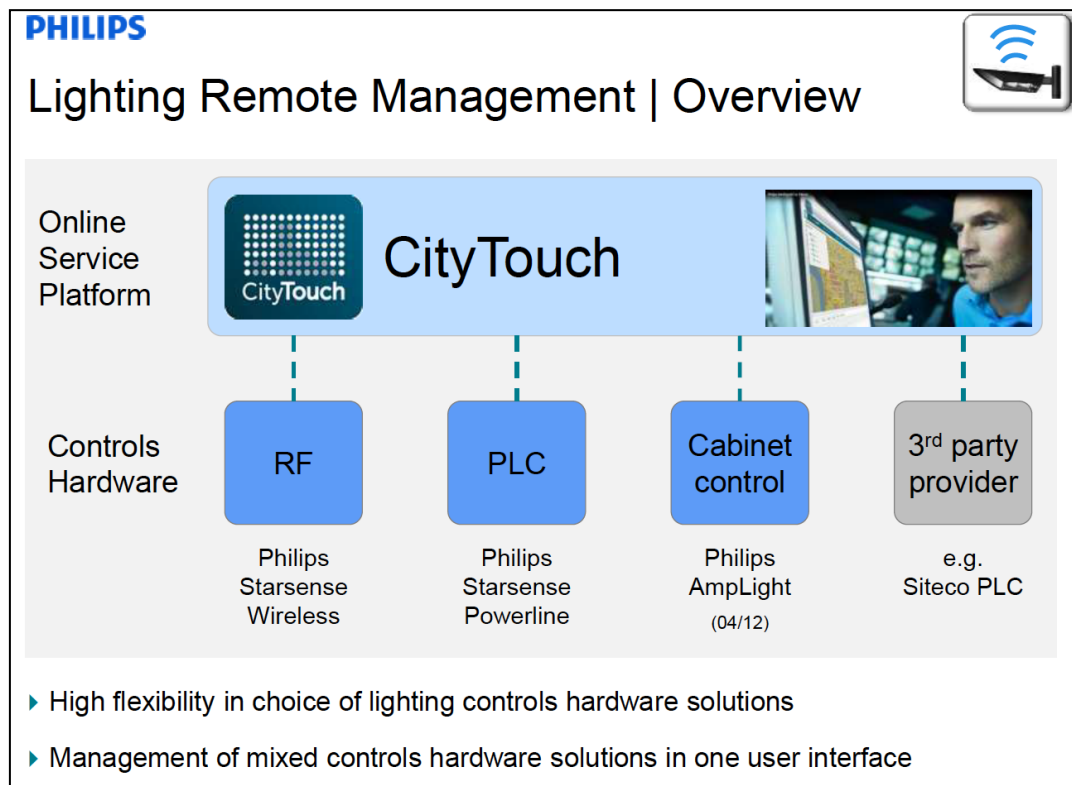 PHILIPS
Lighting Remote Management | Overview
Online
Service
Platform
CityTouch
CityTouch
Controls
Hardware
RF
PLC
Cabinet
control
3rd party
provider
Philips
Starsense
Wireless
Philips
Starsense
Powerline
Philips
AmpLight
(04/12)
e.g.
Siteco PLC
High flexibility in choice of lighting controls hardware solutions
Management of mixed controls hardware solutions in one user interface